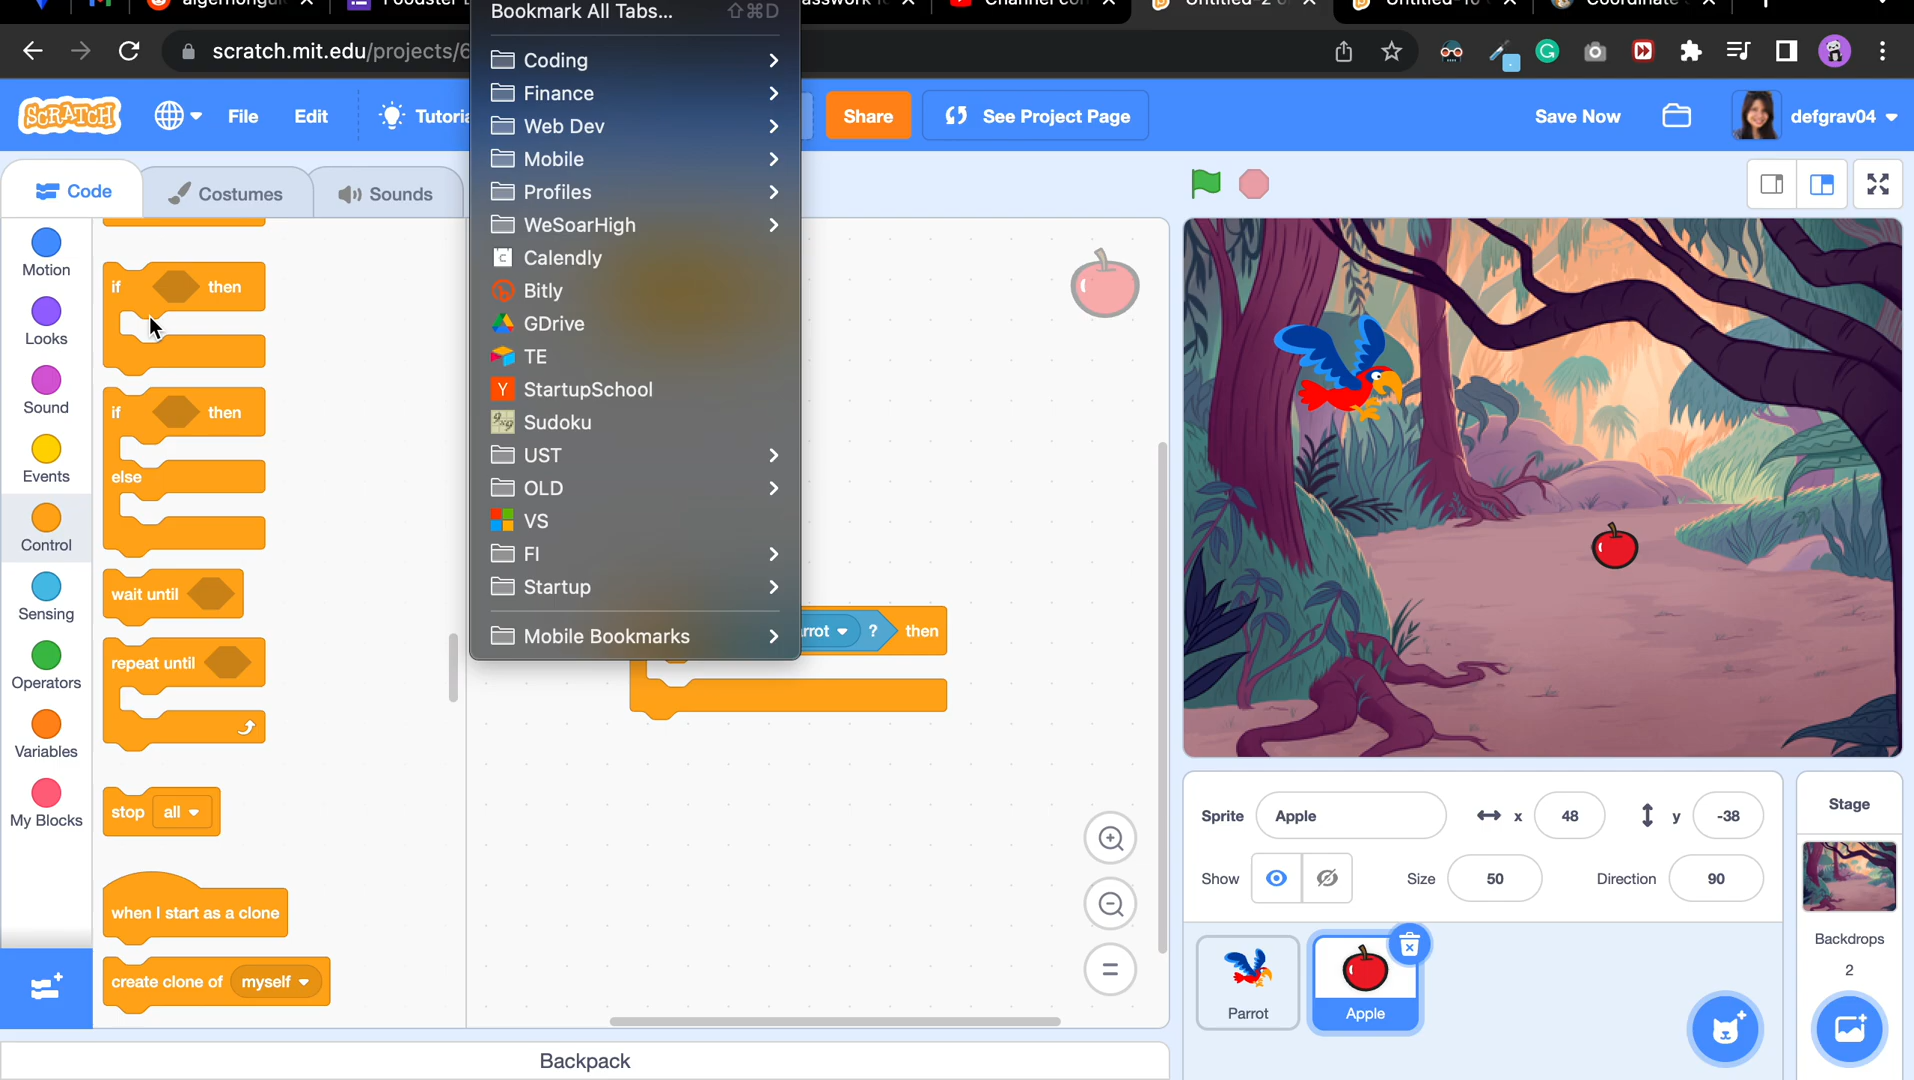 Bookmark All Tabs... ⇧⌘D
scratch.mit.edu/projects/6
Coding
Finance
Web Dev
Mobile
Profiles
WeSoarHigh
Calendly
Bitly
GDrive
TE
StartupSchool
Sudoku
UST
OLD
VS
FI
Startup
Mobile Bookmarks
SCRATCH
File
Edit
Tutoria
Share
See Project Page
Save Now
defgrav04
Code
Costumes
Sounds
Motion
Looks
Sound
Events
Control
Sensing
Operators
Variables
My Blocks
if then
if then
else
wait until
repeat until
stop all
when I start as a clone
create clone of myself
rrot ? then
Backpack
Sprite Apple x 48 y -38
Show Size 50 Direction 90
Parrot
Apple
Stage
Backdrops
2